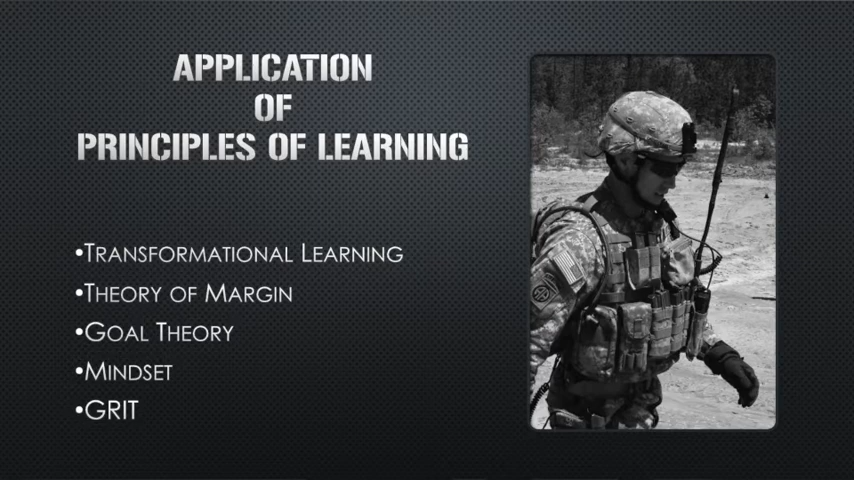 APPLICATION
OF
PRINCIPLES OF LEARNING
•Transformational Learning
•Theory of Margin
•Goal Theory
•Mindset
•GRIT